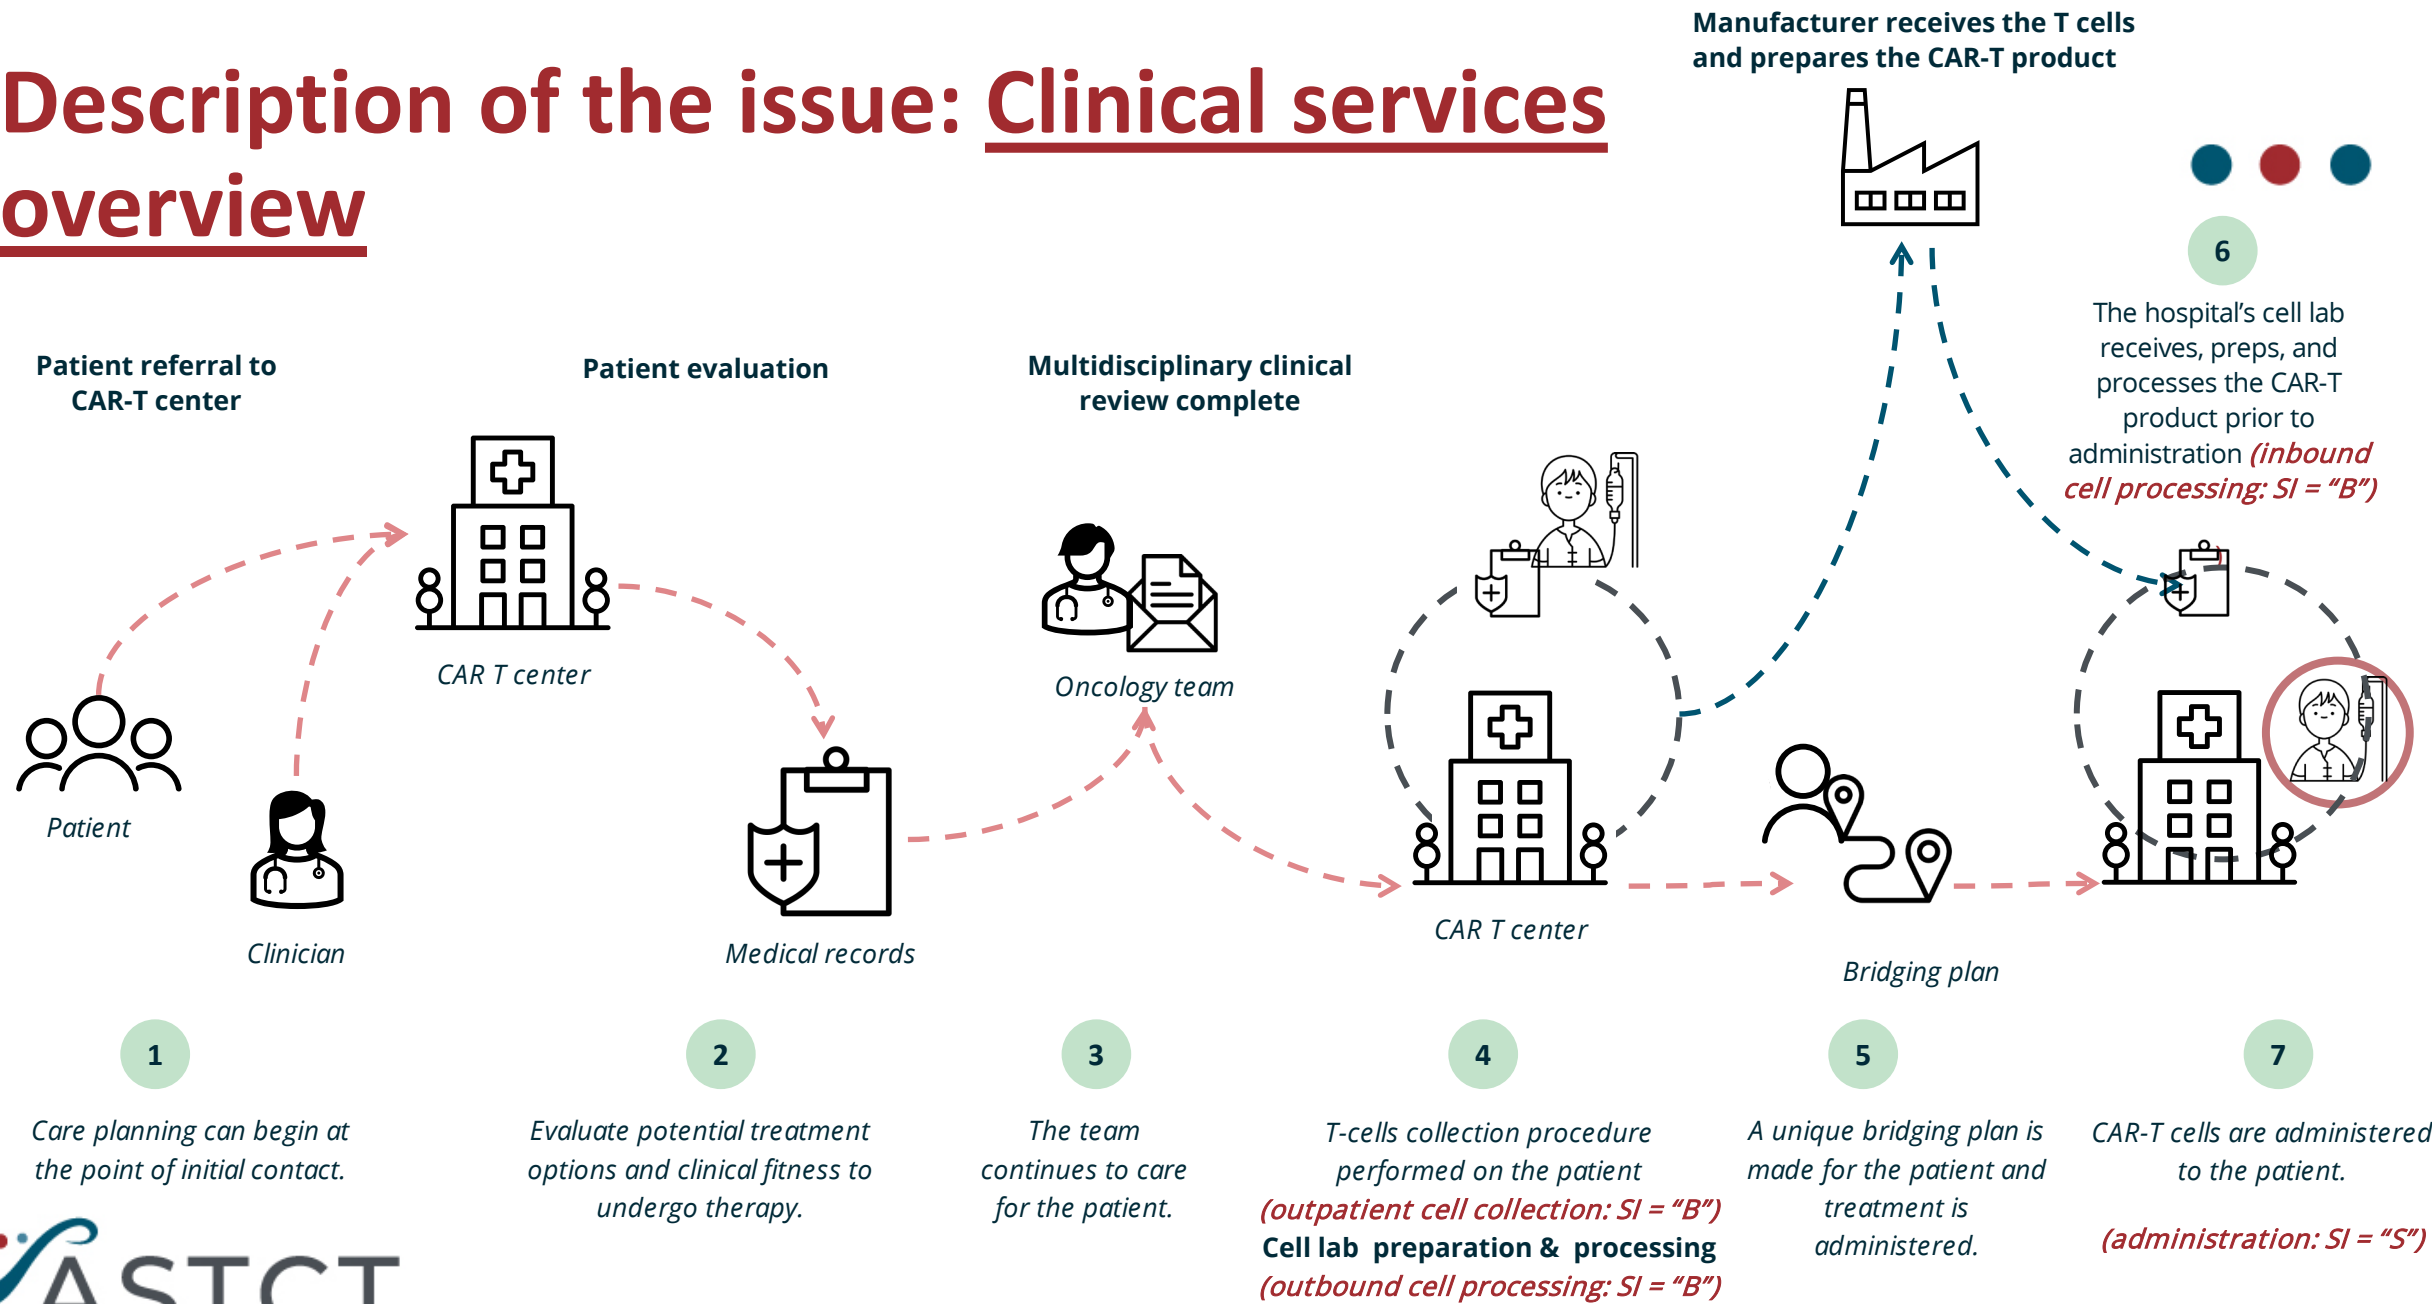 Description of the issue: Clinical services
overview
Manufacturer receives the T cells
and prepares the CAR-T product
6
The hospital’s cell lab
receives, preps, and
processes the CAR-T
product prior to
administration (inbound
cell processing: SI = “B”)
Patient referral to
CAR-T center
Patient evaluation
Multidisciplinary clinical
review complete
)
CAR T center
Oncology team
Patient
Clinician
Medical records
CAR T center
Bridging plan
1
Care planning can begin at
the point of initial contact.
2
Evaluate potential treatment
options and clinical fitness to
undergo therapy.
3
The team
continues to care
for the patient.
4
T-cells collection procedure
performed on the patient
(outpatient cell collection: SI = “B”)
Cell lab preparation & processing
(outbound cell processing: SI = “B”)
5
A unique bridging plan is
made for the patient and
treatment is
administered.
7
CAR-T cells are administered
to the patient.
(administration: SI = “S”)
ASTCT